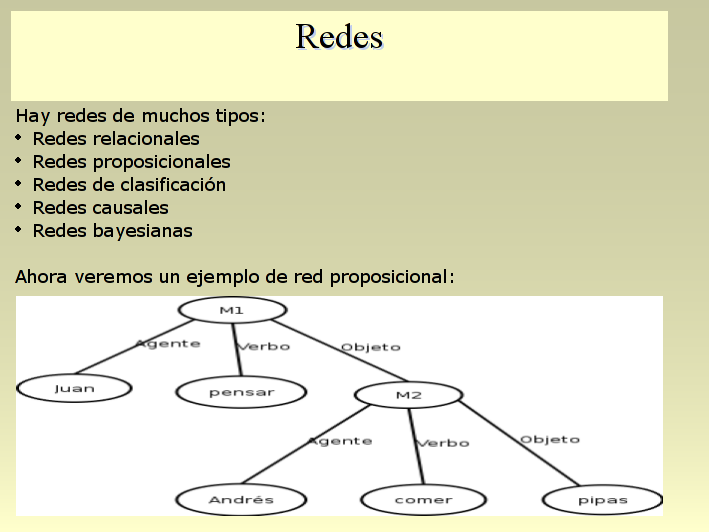 Redes
Hay redes de muchos tipos:
• Redes relacionales
• Redes proposicionales
• Redes de clasificación
• Redes causales
• Redes bayesianas
Ahora veremos un ejemplo de red proposicional:
M1
Agente Verbo Objeto
Juan pensar M2
Agente Verbo Objeto
Andrés comer pipas